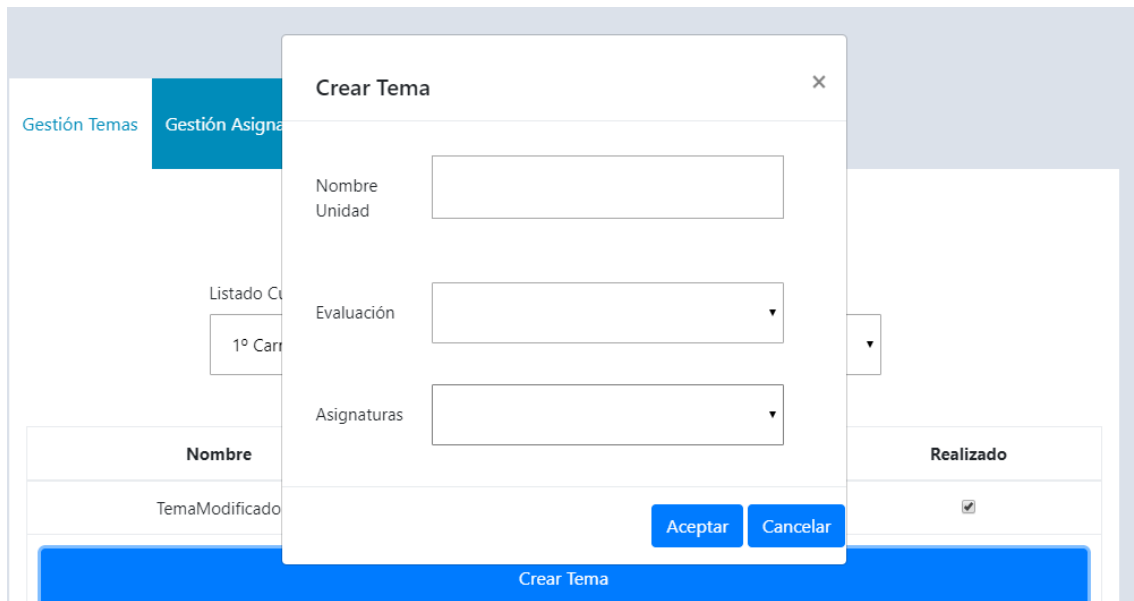 Crear Tema
×
Gestión Temas
Gestión Asigna
Nombre
Unidad
Listado Cu
Evaluación
1º Carr
Asignaturas
Nombre
Realizado
TemaModificado
Aceptar
Cancelar
Crear Tema